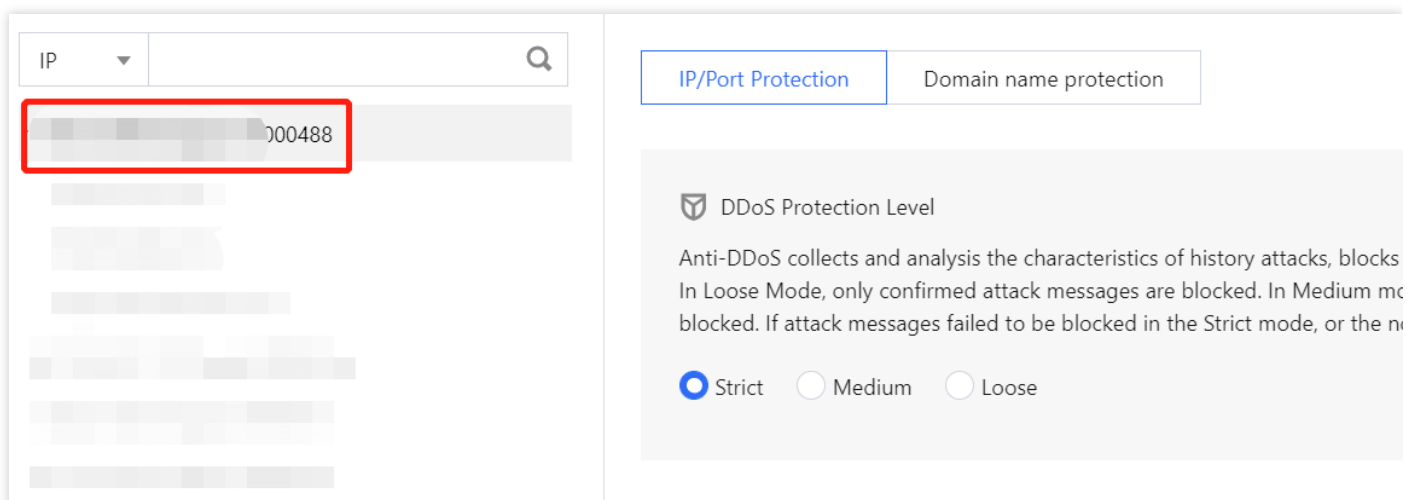 IP
000488
IP/Port Protection
Domain name protection
DDoS Protection Level
Anti-DDoS collects and analysis the characteristics of history attacks, blocks
In Loose Mode, only confirmed attack messages are blocked. In Medium
blocked. If attack messages failed to be blocked in the Strict mode, or the
Strict
Medium
Loose